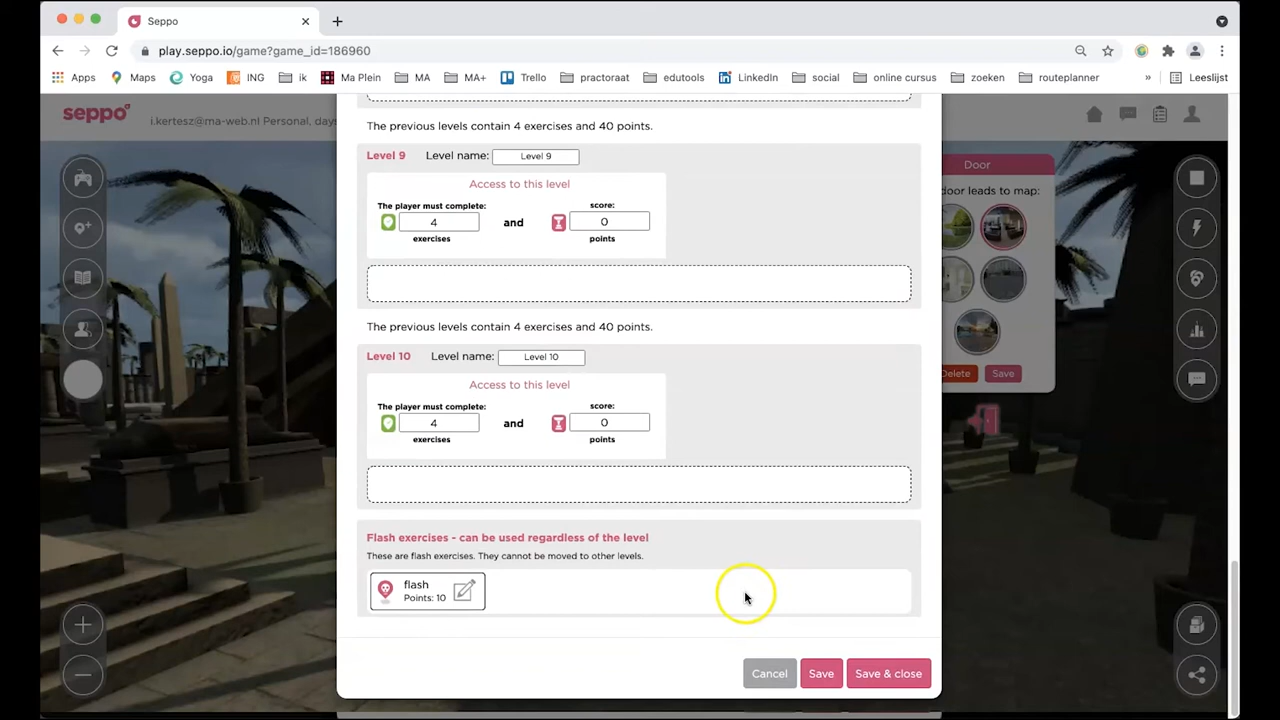 Seppo
play.seppo.io/game?game_id=186960
Apps Maps Yoga ING ik Ma Plein MA MA+ Trello practoraat edutools LinkedIn social online cursus zoeken routeplanner » Leeslijst
seppo
i.kertesz@ma-web.nl Personal, days
The previous levels contain 4 exercises and 40 points.
Level 9 Level name: Level 9
Access to this level
The player must complete: score:
4 and 0
exercises points
The previous levels contain 4 exercises and 40 points.
Level 10 Level name: Level 10
Access to this level
The player must complete: score:
4 and 0
exercises points
Flash exercises - can be used regardless of the level
These are flash exercises. They cannot be moved to other levels.
flash
Points: 10
Cancel Save Save & close
Door
door leads to map:
Delete Save